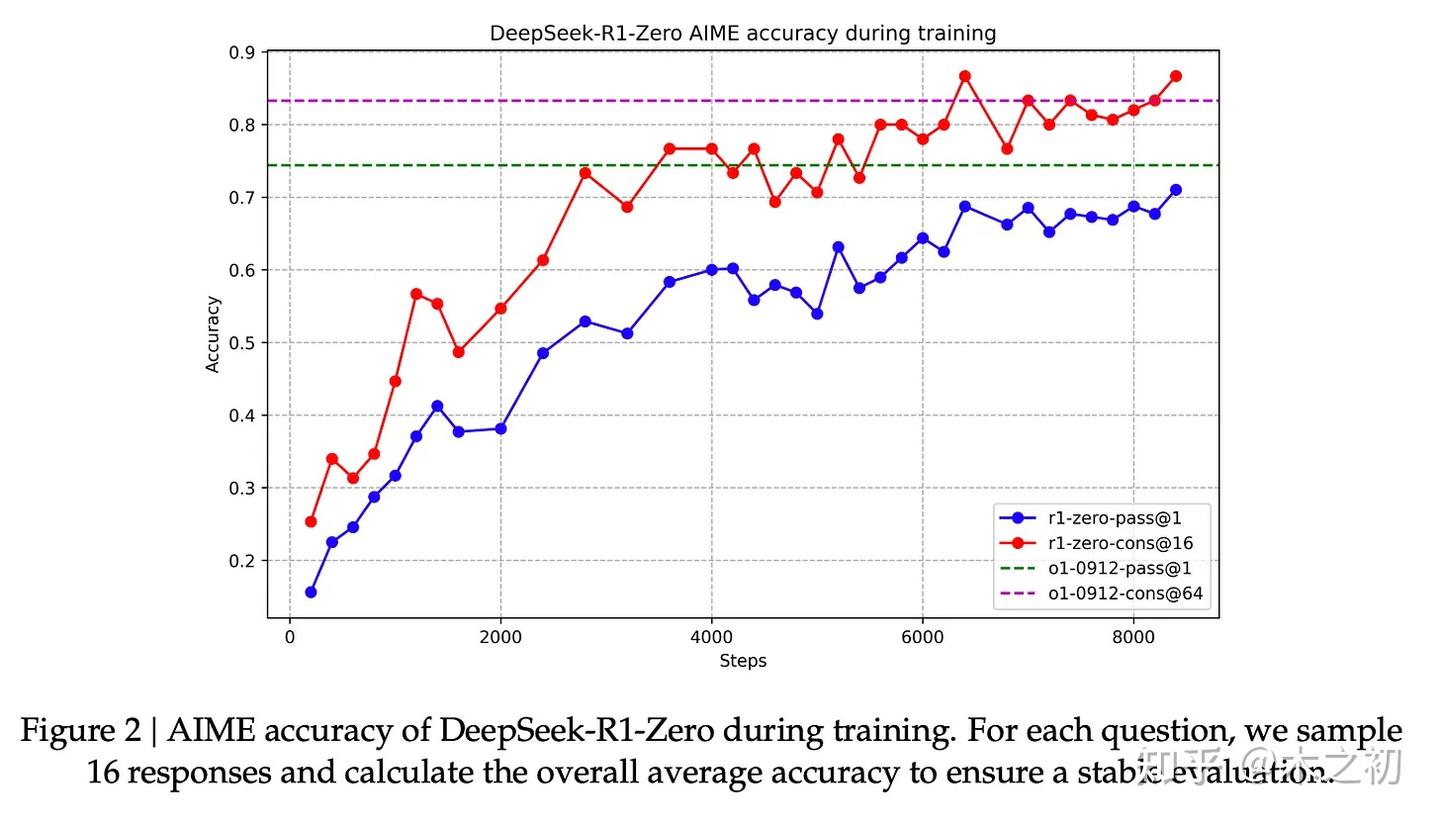 DeepSeek-R1-Zero AIME accuracy during training
0.9
0.8
0.7
0.6
0.5
0.4
0.3
0.2
Accuracy
r1-zero-pass@1
r1-zero-cons@16
o1-0912-pass@1
o1-0912-cons@64
0 2000 4000 6000 8000
Steps
Figure 2 | AIME accuracy of DeepSeek-R1-Zero during training. For each question, we sample
16 responses and calculate the overall average accuracy to ensure a stable evaluation.
知乎 @木之初